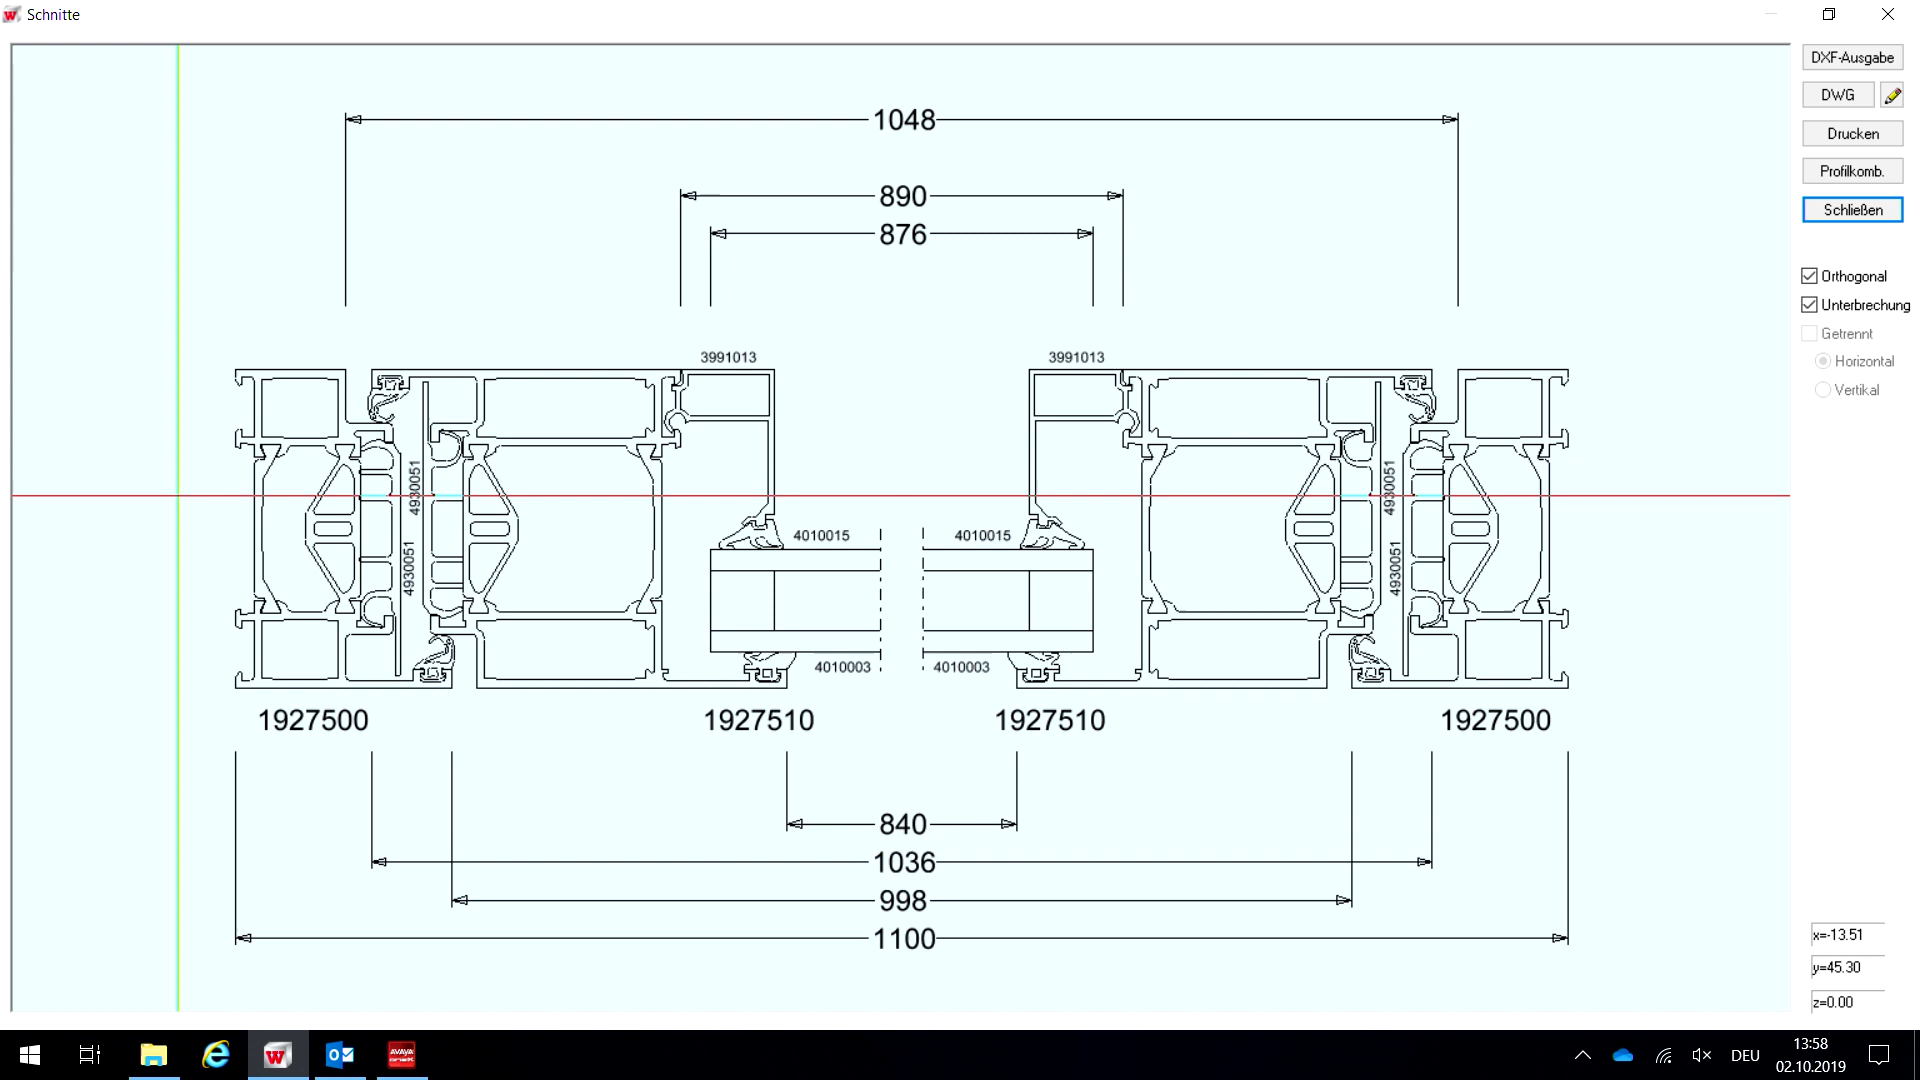 Schnitte
DXF-Ausgabe
DWG
Drucken
Profilkomb.
Schließen
Orthogonal
Unterbrechung
Getrennt
Horizontal
Vertikal
1048
890
876
3991013
3991013
4930051
4930051
4930051
4930051
4010015
4010015
4010003
4010003
1927500
1927510
1927510
1927500
840
1036
998
1100
x=-13.51
y=45.30
z=0.00
AVAYA
DEU
13:58
02.10.2019